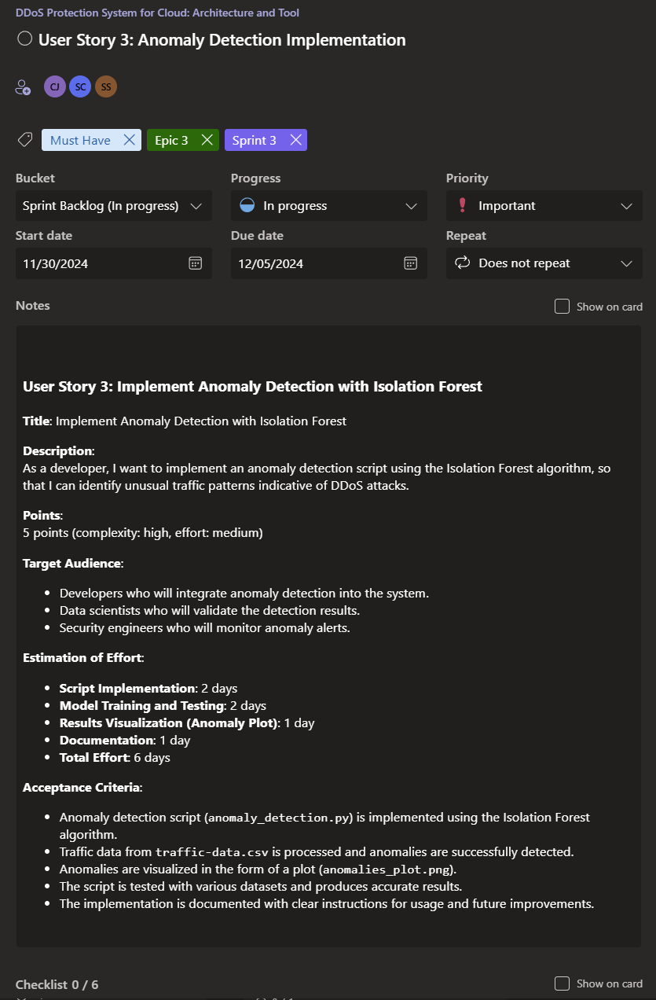 DDoS Protection System for Cloud: Architecture and Tool
User Story 3: Anomaly Detection Implementation
CJ SC SS
Must Have Epic 3 Sprint 3
Bucket Progress Priority
Sprint Backlog (In progress) In progress Important
Start date Due date Repeat
11/30/2024 12/05/2024 Does not repeat
Notes Show on card
User Story 3: Implement Anomaly Detection with Isolation Forest
Title: Implement Anomaly Detection with Isolation Forest
Description:
As a developer, I want to implement an anomaly detection script using the Isolation Forest algorithm, so
that I can identify unusual traffic patterns indicative of DDoS attacks.
Points:
5 points (complexity: high, effort: medium)
Target Audience:
• Developers who will integrate anomaly detection into the system.
• Data scientists who will validate the detection results.
• Security engineers who will monitor anomaly alerts.
Estimation of Effort:
• Script Implementation: 2 days
• Model Training and Testing: 2 days
• Results Visualization (Anomaly Plot): 1 day
• Documentation: 1 day
• Total Effort: 6 days
Acceptance Criteria:
• Anomaly detection script (anomaly_detection.py) is implemented using the Isolation Forest
algorithm.
• Traffic data from traffic-data.csv is processed and anomalies are successfully detected.
• Anomalies are visualized in the form of a plot (anomalies_plot.png).
• The script is tested with various datasets and produces accurate results.
• The implementation is documented with clear instructions for usage and future improvements.
Checklist 0 / 6 Show on card